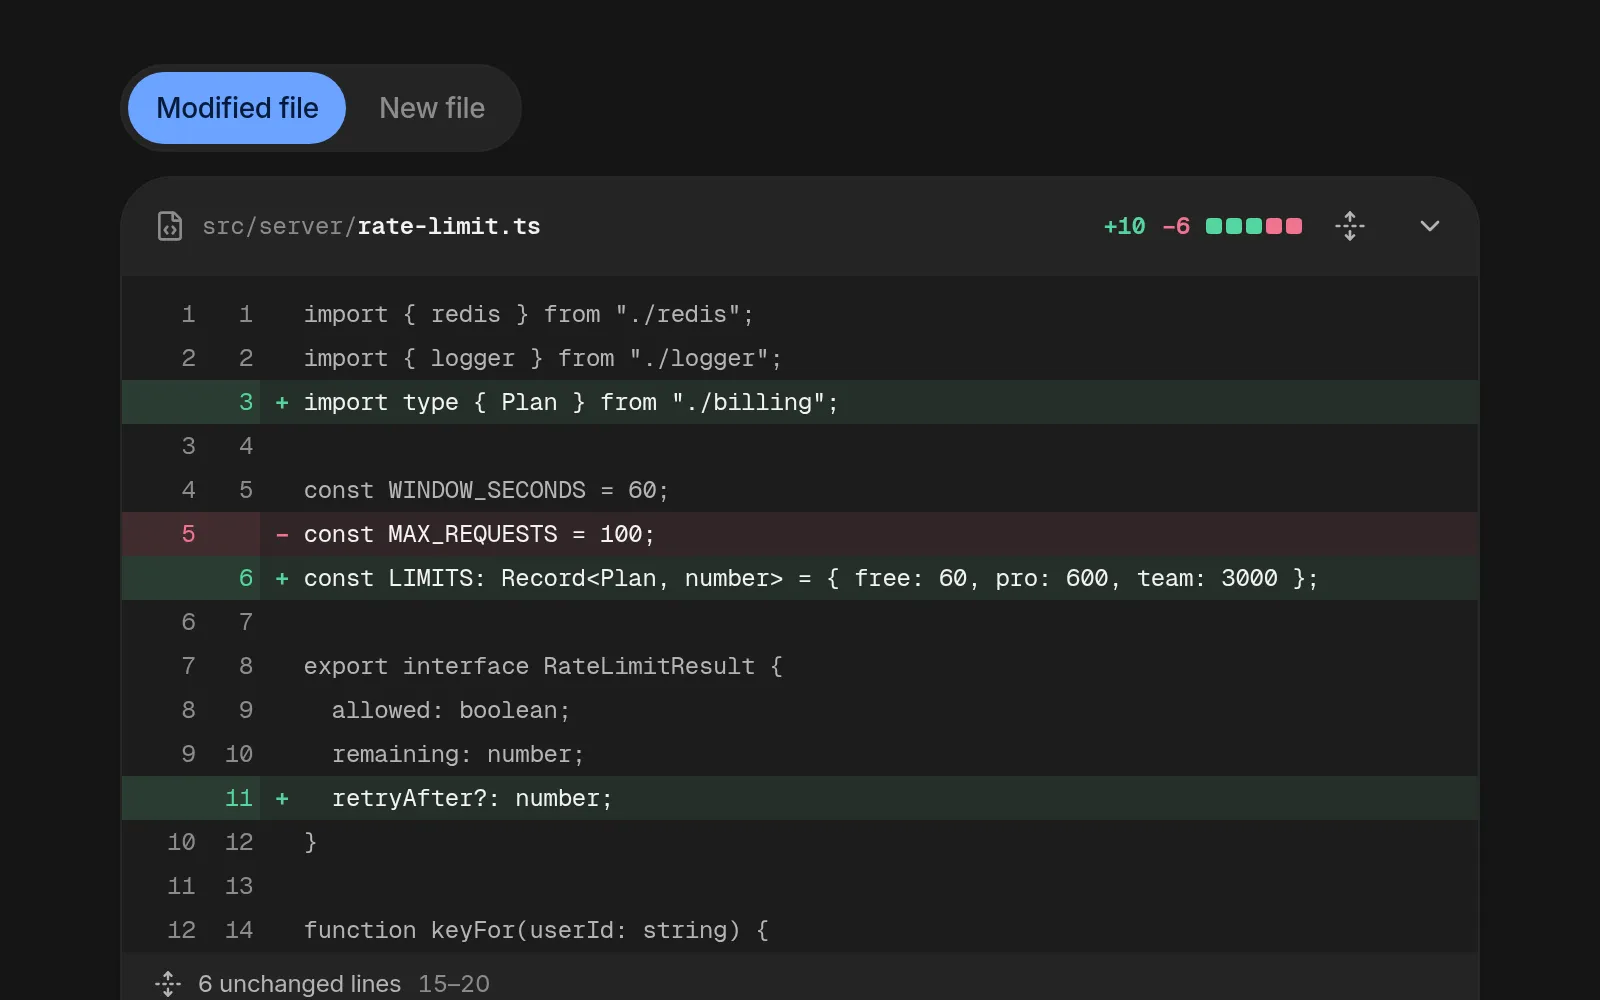 Modified file New file
src/server/rate-limit.ts +10 −6
1 1 import { redis } from "./redis";
2 2 import { logger } from "./logger";
3 + import type { Plan } from "./billing";
3 4
4 5 const WINDOW_SECONDS = 60;
5 − const MAX_REQUESTS = 100;
6 + const LIMITS: Record<Plan, number> = { free: 60, pro: 600, team: 3000 };
6 7
7 8 export interface RateLimitResult {
8 9   allowed: boolean;
9 10   remaining: number;
11 +   retryAfter?: number;
10 12 }
11 13
12 14 function keyFor(userId: string) {
6 unchanged lines 15–20